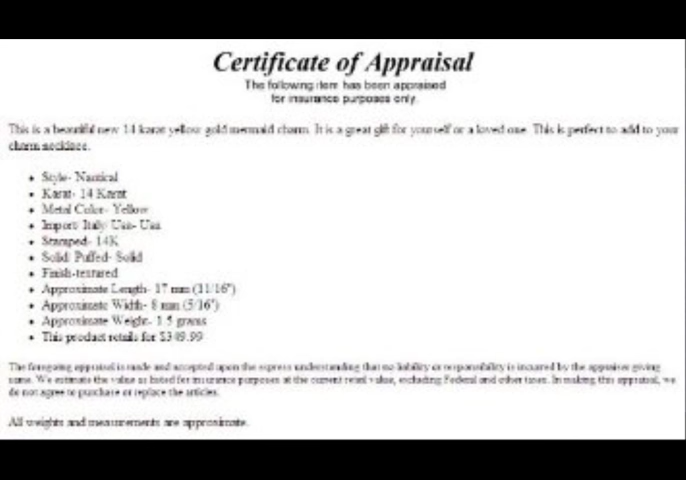 Certificate of Appraisal
The following item has been appraised
for insurance purposes only.
This is a beautiful new 14 karat yellow gold mermaid charm. It is a great gift for yourself or a loved one. This is perfect to add to your
charm necklace.
• Style- Nautical
• Karat- 14 Karat
• Metal Color- Yellow
• Import/ Italy/ Usa- Usa
• Stamped- 14K
• Solid/ Puffed- Solid
• Finish-textured
• Approximate Length- 17 mm (11/16")
• Approximate Width- 8 mm (5/16")
• Approximate Weight- 1.5 grams
• This product retails for $349.99
The foregoing appraisal is made and accepted upon the express understanding that no liability or responsibility is incurred by the appraiser giving
same. We estimate the value as listed for insurance purposes at the current retail value, excluding Federal and other taxes. In making this appraisal, we
do not agree to purchase or replace the articles.
All weights and measurements are approximate.